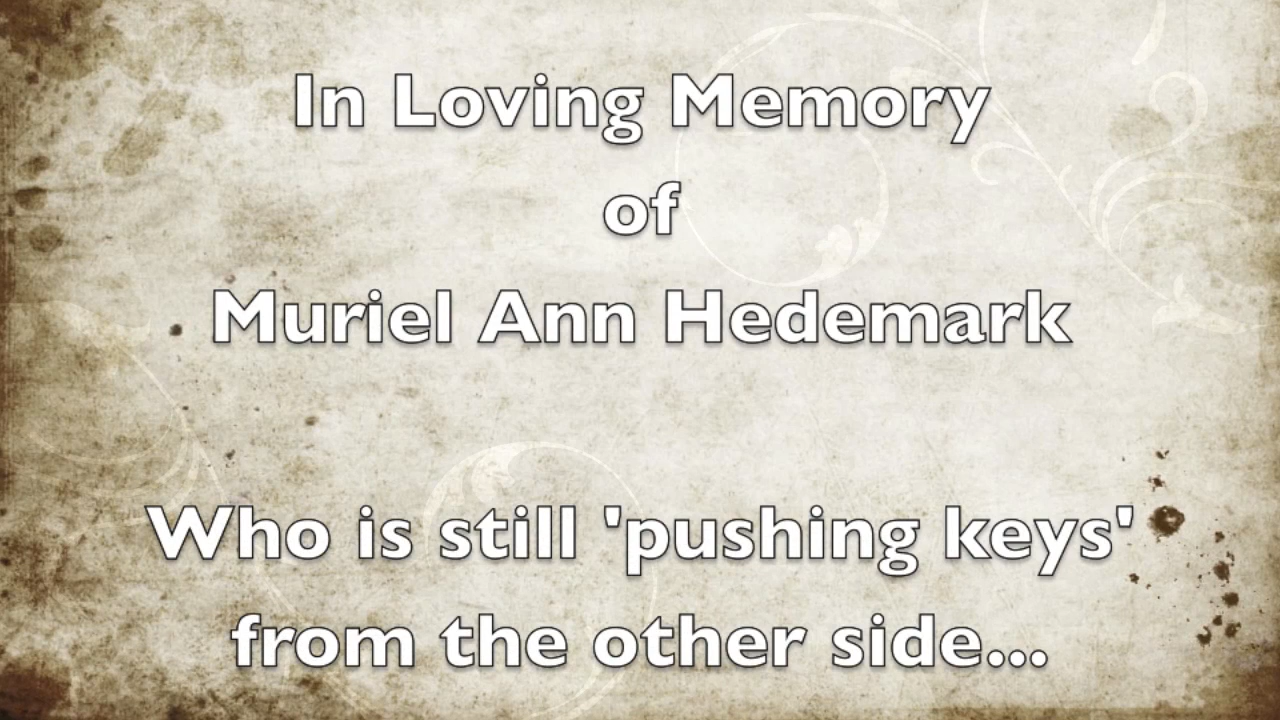 In Loving Memory
of
Muriel Ann Hedemark
Who is still 'pushing keys'
from the other side...